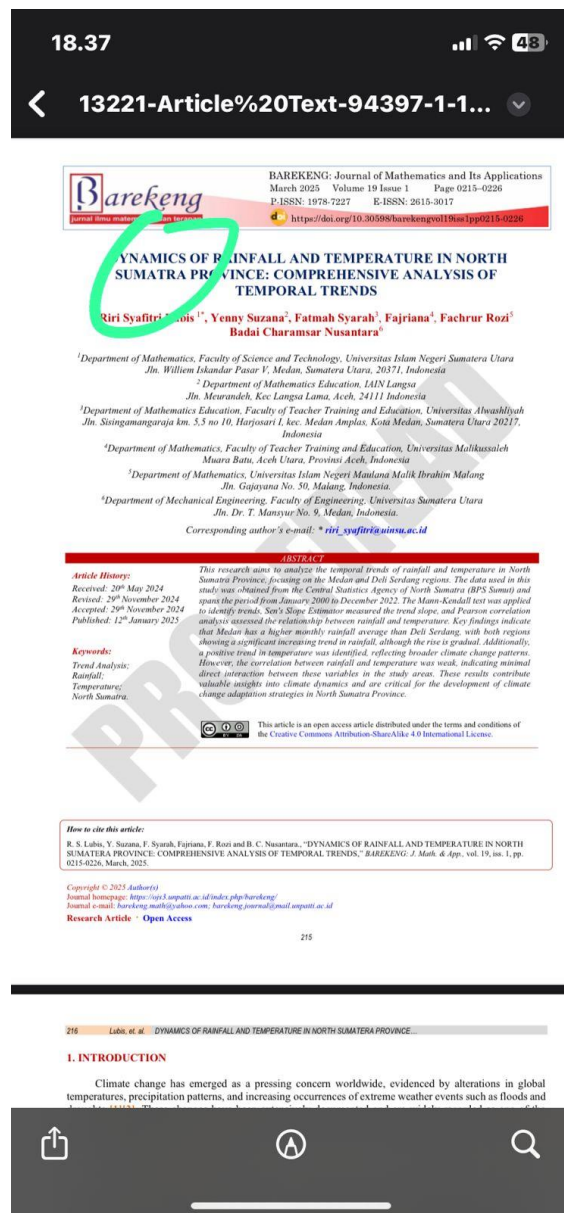 18.37
48
13221-Article%20Text-94397-1-1...
Barekeng
BAREKENG: Journal of Mathematics and Its Applications
March 2025 Volume 19 Issue 1 Page 0215–0226
P-ISSN: 1978-7227 E-ISSN: 2615-3017
https://doi.org/10.30598/barekengvol19iss1pp0215-0226
OF RAINFALL AND TEMPERATURE IN NORTH
SUMATRA PROVINCE: COMPREHENSIVE ANALYSIS OF
TEMPORAL TRENDS
Riri Syafitri Lubis 1*, Yenny Suzana2, Fatmah Syarah3, Fajriana4, Fachrur Rozi5
Badai Charamsar Nusantara6
1Department of Mathematics, Faculty of Science and Technology, Universitas Islam Negeri Sumatera Utara
Jln. Williem Iskandar Pasar V, Medan, Sumatera Utara, 20371, Indonesia
2 Department of Mathematics Education, IAIN Langsa
Jln. Meurandeh, Kec Langsa Lama, Aceh, 24111 Indonesia
3Department of Mathematics Education, Faculty of Teacher Training and Education, Universitas Alwashliyah
Jln. Sisingamangaraja km. 5,5 no 10, Harjosari I, kec. Medan Amplas, Kota Medan, Sumatera Utara 20217,
Indonesia
4Department of Mathematics, Faculty of Teacher Training and Education, Universitas Malikussaleh
Muara Batu, Aceh Utara, Provinsi Aceh, Indonesia
5Department of Mathematics, Universitas Islam Negeri Maulana Malik Ibrahim Malang
Jln. Gajayana No. 50, Malang, Indonesia.
6Department of Mechanical Engineering, Faculty of Engineering, Universitas Sumatera Utara
Jln. Dr. T. Mansyur No. 9, Medan, Indonesia.
Corresponding author's e-mail: * riri_syafitri@uinsu.ac.id
ABSTRACT
Article History:
Received: 20th May 2024
Revised: 29th November 2024
Accepted: 29th November 2024
Published: 12th January 2025
Keywords:
Trend Analysis;
Rainfall;
Temperature;
North Sumatra.
This research aims to analyze the temporal trends of rainfall and temperature in North
Sumatra Province, focusing on the Medan and Deli Serdang regions. The data used in this
study was obtained from the Central Statistics Agency of North Sumatra (BPS Sumut) and
spans the period from January 2000 to December 2022. The Mann-Kendall test was applied
to identify trends, Sen's Slope Estimator measured the trend slope, and Pearson correlation
analysis assessed the relationship between rainfall and temperature. Key findings indicate
that Medan has a higher monthly rainfall average than Deli Serdang, with both regions
showing a significant increasing trend in rainfall, although the rise is gradual. Additionally,
a positive trend in temperature was identified, reflecting broader climate change patterns.
However, the correlation between rainfall and temperature was weak, indicating minimal
direct interaction between these variables in the study areas. These results contribute
valuable insights into climate dynamics and are critical for the development of climate
change adaptation strategies in North Sumatra Province.
This article is an open access article distributed under the terms and conditions of
the Creative Commons Attribution-ShareAlike 4.0 International License.
How to cite this article:
R. S. Lubis, Y. Suzana, F. Syarah, Fajriana, F. Rozi and B. C. Nusantara., "DYNAMICS OF RAINFALL AND TEMPERATURE IN NORTH
SUMATERA PROVINCE: COMPREHENSIVE ANALYSIS OF TEMPORAL TRENDS," BAREKENG: J. Math. & App., vol. 19, iss. 1, pp.
0215-0226, March, 2025.
Copyright © 2025 Author(s)
Journal homepage: https://ojs3.unpatti.ac.id/index.php/barekeng/
Journal e-mail: barekeng.math@yahoo.com; barekeng.journal@mail.unpatti.ac.id
Research Article · Open Access
215
216 Lubis, et. al. DYNAMICS OF RAINFALL AND TEMPERATURE IN NORTH SUMATERA PROVINCE...
1. INTRODUCTION
Climate change has emerged as a pressing concern worldwide, evidenced by alterations in global
temperatures, precipitation patterns, and increasing occurrences of extreme weather events such as floods and